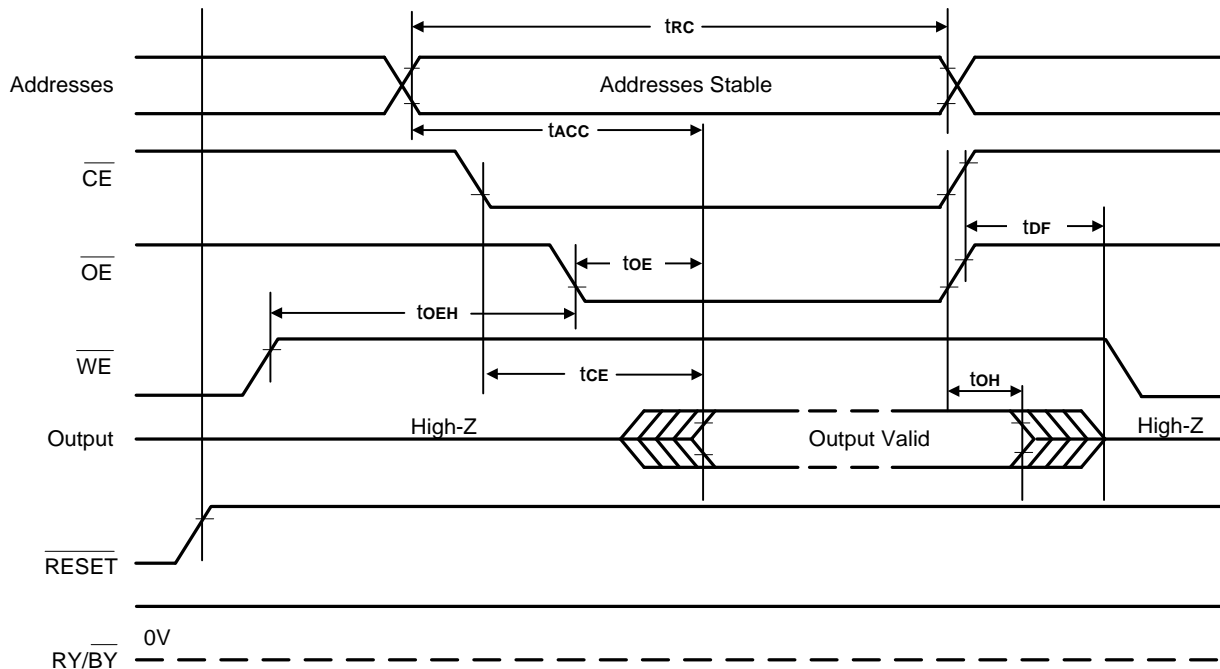 tRC
Addresses
Addresses Stable
tACC
CE
tDF
OE
tOE
tOEH
WE
tCE
tOH
Output
High-Z
Output Valid
High-Z
RESET
0V
RY/BY